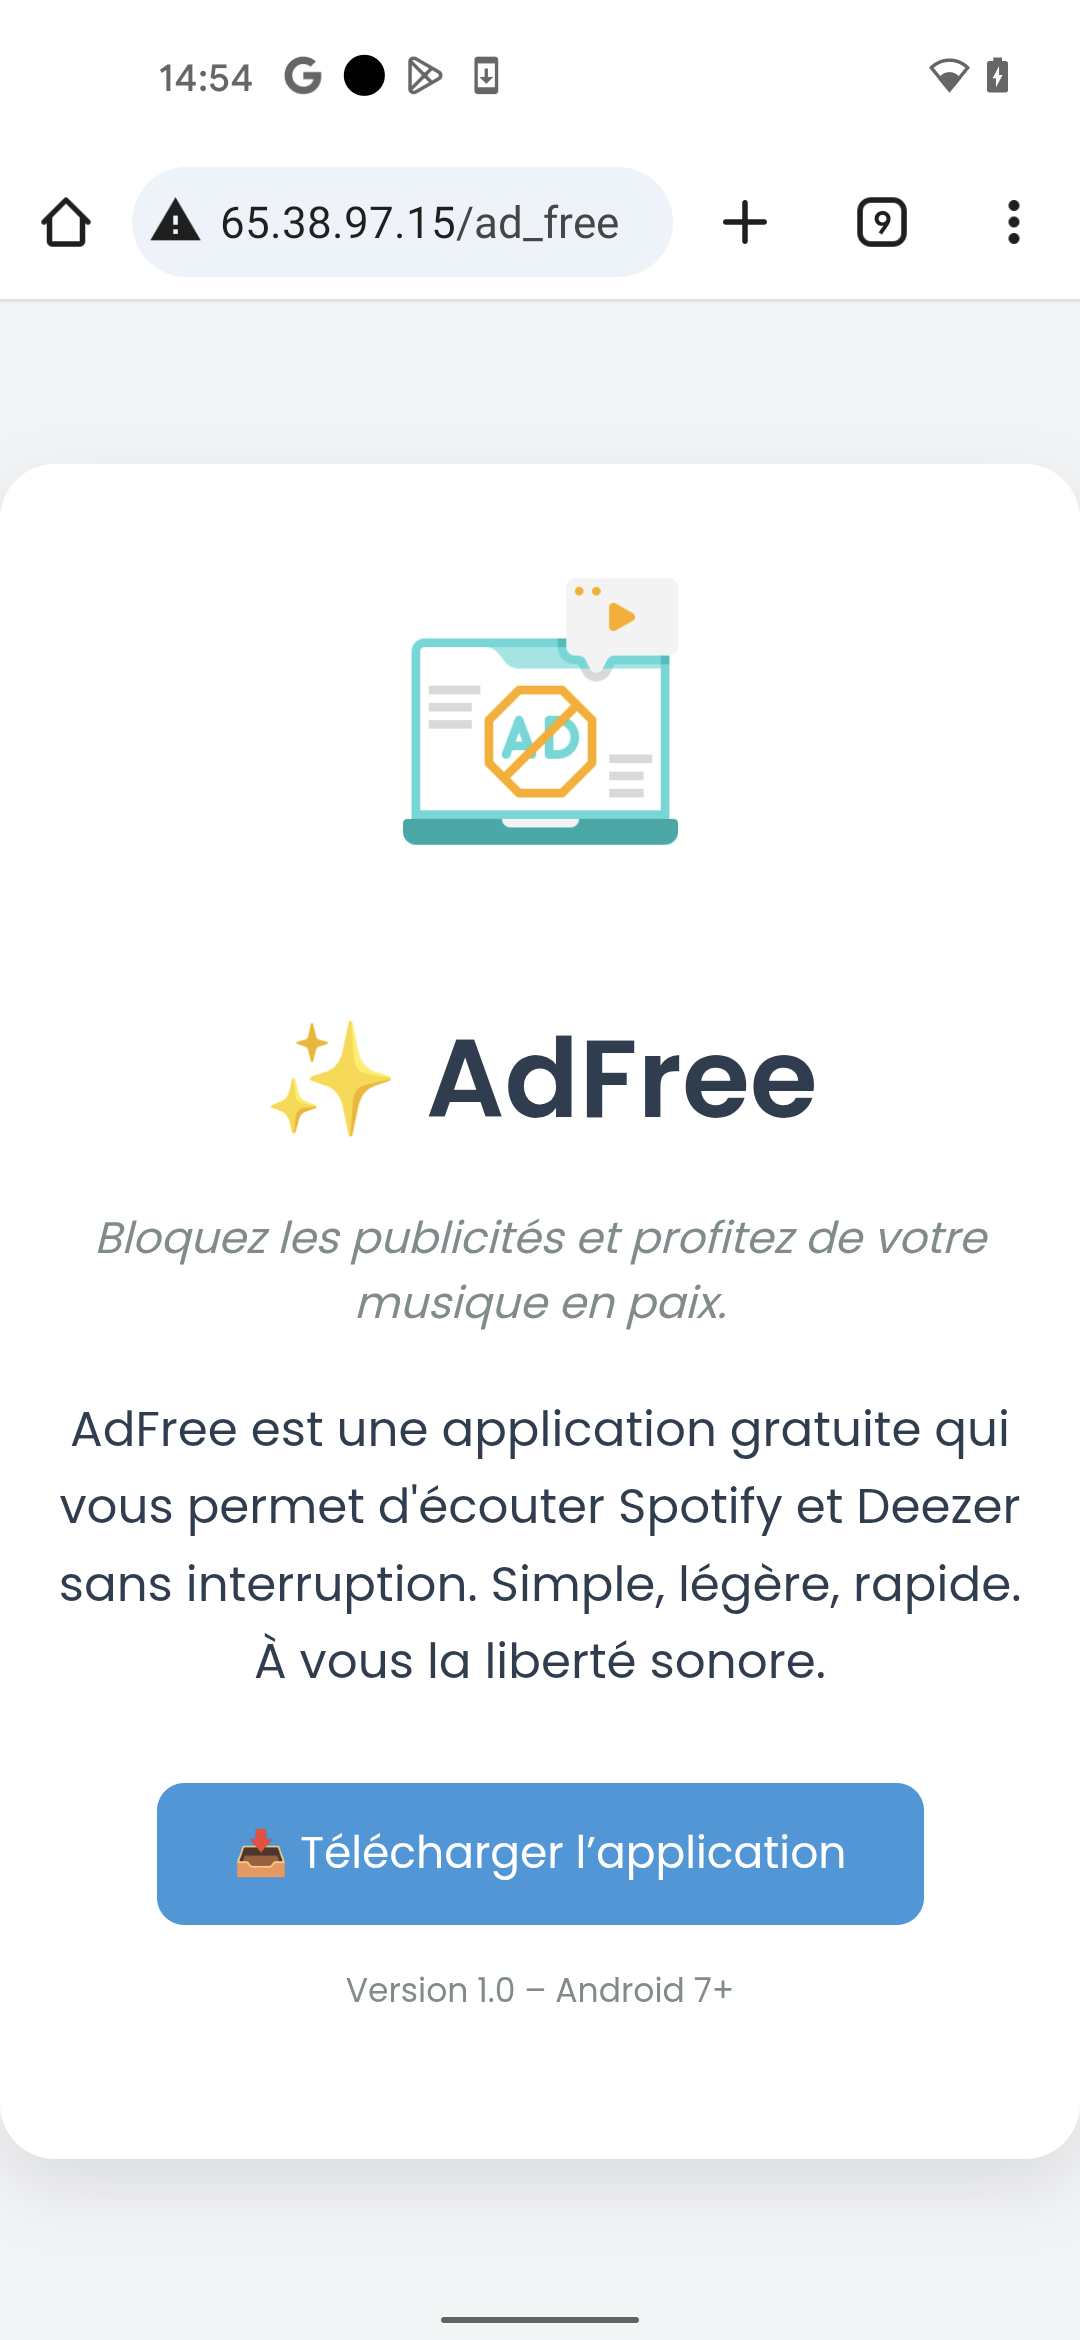 14:54
65.38.97.15/ad_free
9
AD
✨ AdFree
Bloquez les publicités et profitez de votre
musique en paix.
AdFree est une application gratuite qui
vous permet d'écouter Spotify et Deezer
sans interruption. Simple, légère, rapide.
À vous la liberté sonore.
📥 Télécharger l’application
Version 1.0 – Android 7+